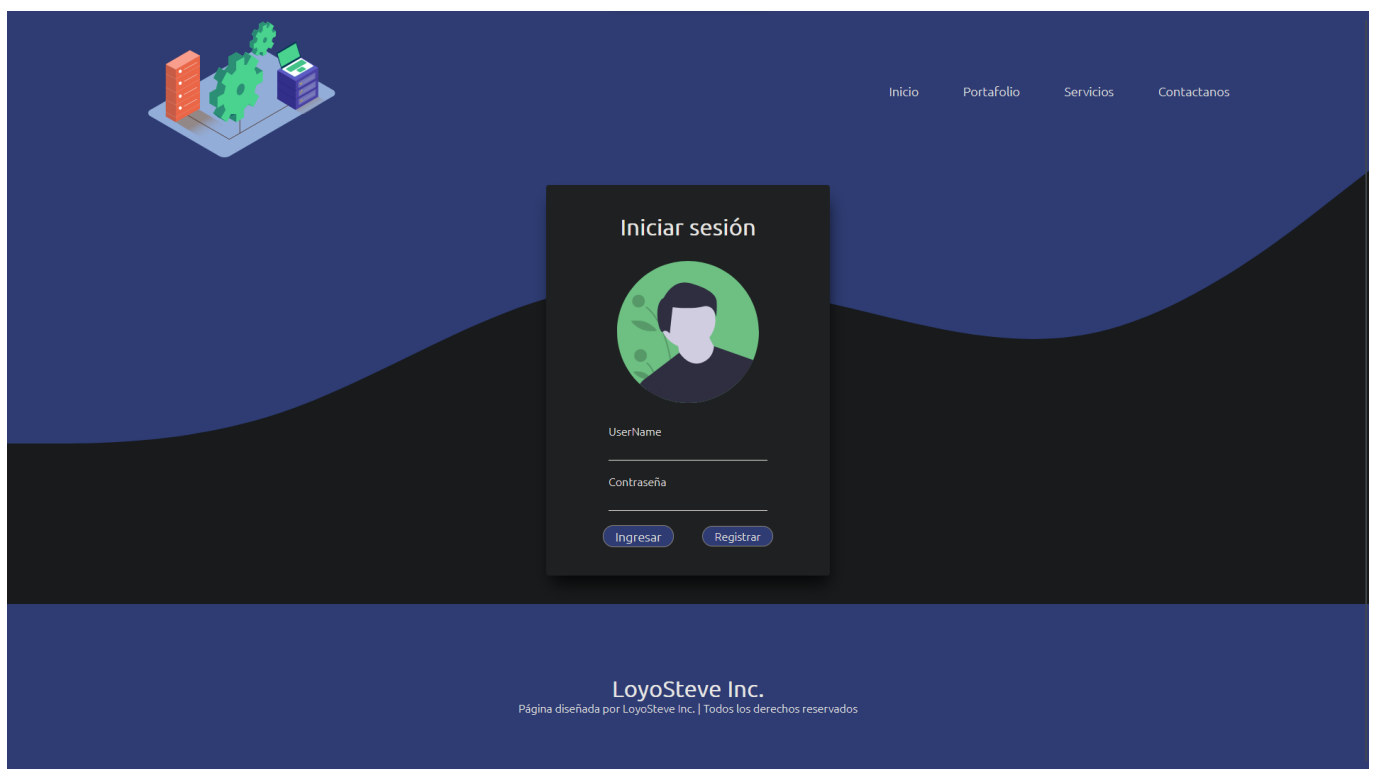 Inicio Portafolio Servicios Contactanos
Iniciar sesión
UserName
Contraseña
Ingresar Registrar
LoyoSteve Inc.
Página diseñada por LoyoSteve Inc. | Todos los derechos reservados